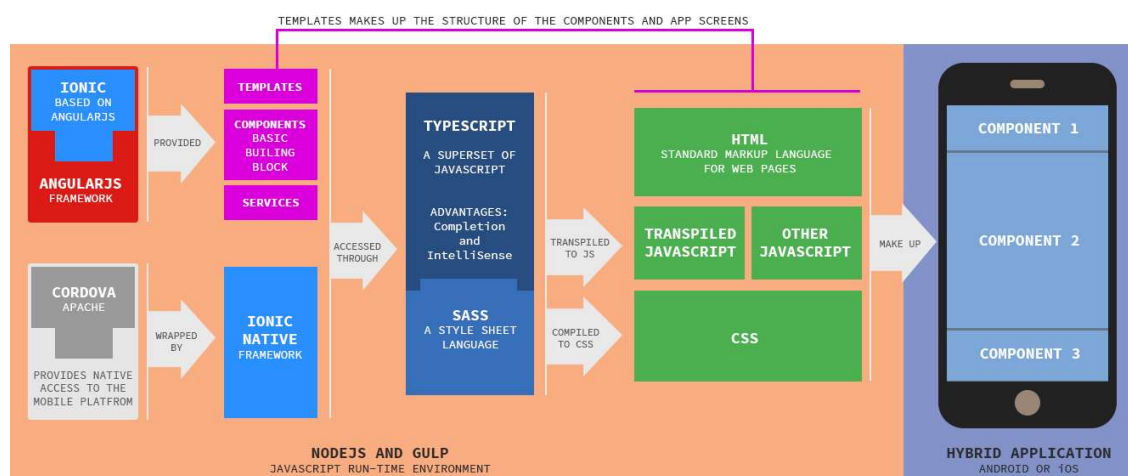 TEMPLATES MAKES UP THE STRUCTURE OF THE COMPONENTS AND APP SCREENS
IONIC
BASED ON
ANGULARJS
ANGULARJS
FRAMEWORK
PROVIDED
TEMPLATES
COMPONENTS
BASIC
BUILING
BLOCK
SERVICES
CORDOVA
APACHE
PROVIDES NATIVE
ACCESS TO THE
MOBILE PLATFROM
WRAPPED
BY
IONIC
NATIVE
FRAMEWORK
ACCESSED
THROUGH
TYPESCRIPT
A SUPERSET OF
JAVASCRIPT
ADVANTAGES:
Completion
and
IntelliSense
SASS
A STYLE SHEET
LANGUAGE
TRANSPILED
TO JS
COMPILED
TO CSS
HTML
STANDARD MARKUP LANGUAGE
FOR WEB PAGES
TRANSPILED
JAVASCRIPT
OTHER
JAVASCRIPT
CSS
MAKE UP
COMPONENT 1
COMPONENT 2
COMPONENT 3
NODEJS AND GULP
JAVASCRIPT RUN-TIME ENVIRONMENT
HYBRID APPLICATION
ANDROID OR iOS